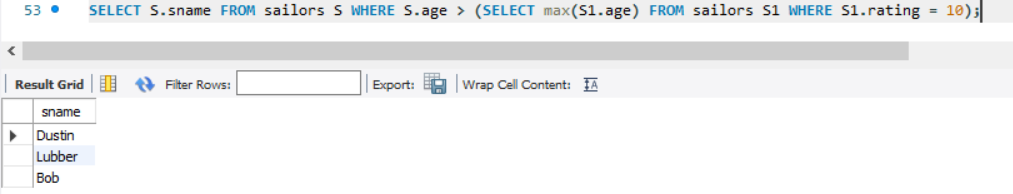 53 SELECT S.sname FROM sailors S WHERE S.age > (SELECT max(S1.age) FROM sailors S1 WHERE S1.rating = 10);
Result Grid Filter Rows: Export: Wrap Cell Content: IA
sname
Dustin
Lubber
Bob